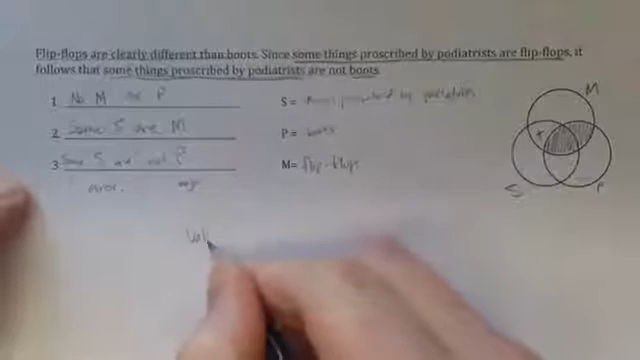 Flip-flops are clearly different than boots. Since some things proscribed by podiatrists are flip-flops, it
follows that some things proscribed by podiatrists are not boots.
1. No M are P
2. Some S are M
3. Some S are not P
S = things proscribed by podiatrists
P = boots
M = flip-flops
M
S
P